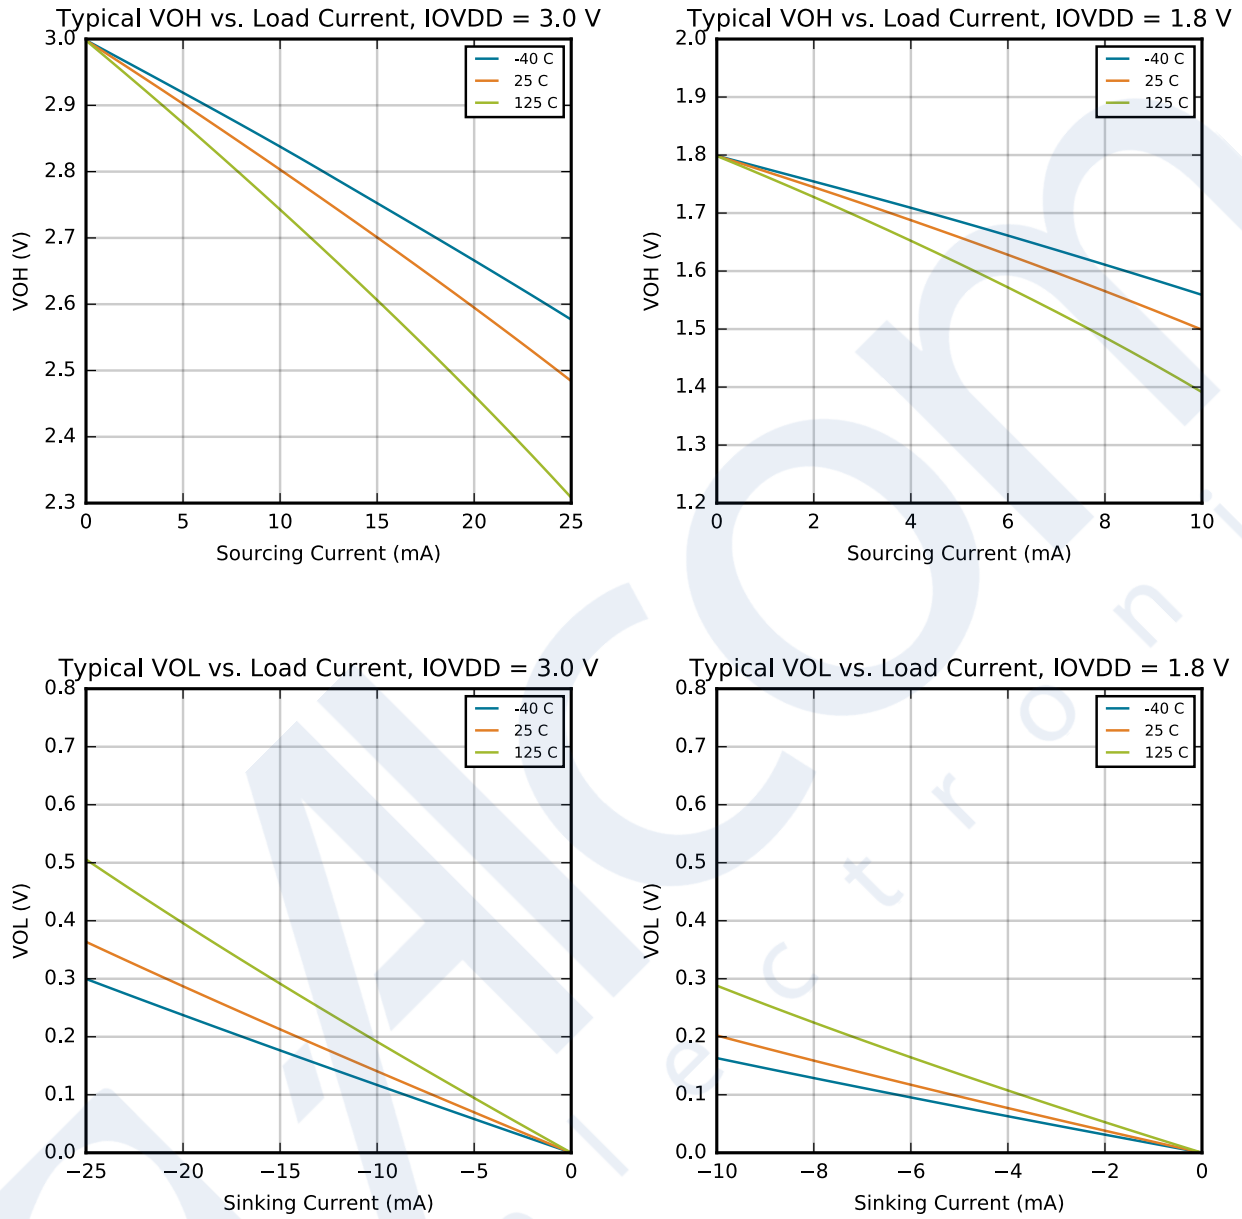 Typical VOH vs. Load Current, IOVDD = 3.0 V
3.0
2.9
2.8
2.7
2.6
2.5
2.4
2.3
VOH (V)
-40 C
25 C
125 C
0 5 10 15 20 25
Sourcing Current (mA)
Typical VOH vs. Load Current, IOVDD = 1.8 V
2.0
1.9
1.8
1.7
1.6
1.5
1.4
1.3
1.2
VOH (V)
-40 C
25 C
125 C
0 2 4 6 8 10
Sourcing Current (mA)
Typical VOL vs. Load Current, IOVDD = 3.0 V
0.8
0.7
0.6
0.5
0.4
0.3
0.2
0.1
0.0
VOL (V)
-40 C
25 C
125 C
−25 −20 −15 −10 −5 0
Sinking Current (mA)
Typical VOL vs. Load Current, IOVDD = 1.8 V
0.8
0.7
0.6
0.5
0.4
0.3
0.2
0.1
0.0
VOL (V)
-40 C
25 C
125 C
−10 −8 −6 −4 −2 0
Sinking Current (mA)